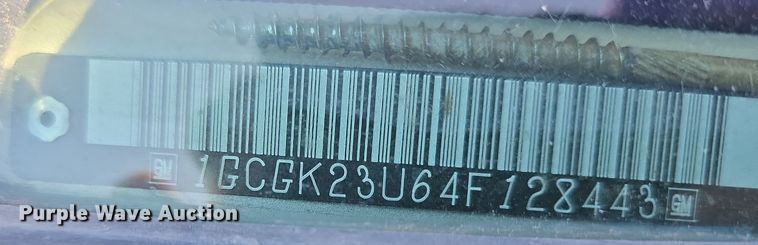 GM 1GCGK23U64F128443 GM
Purple Wave Auction